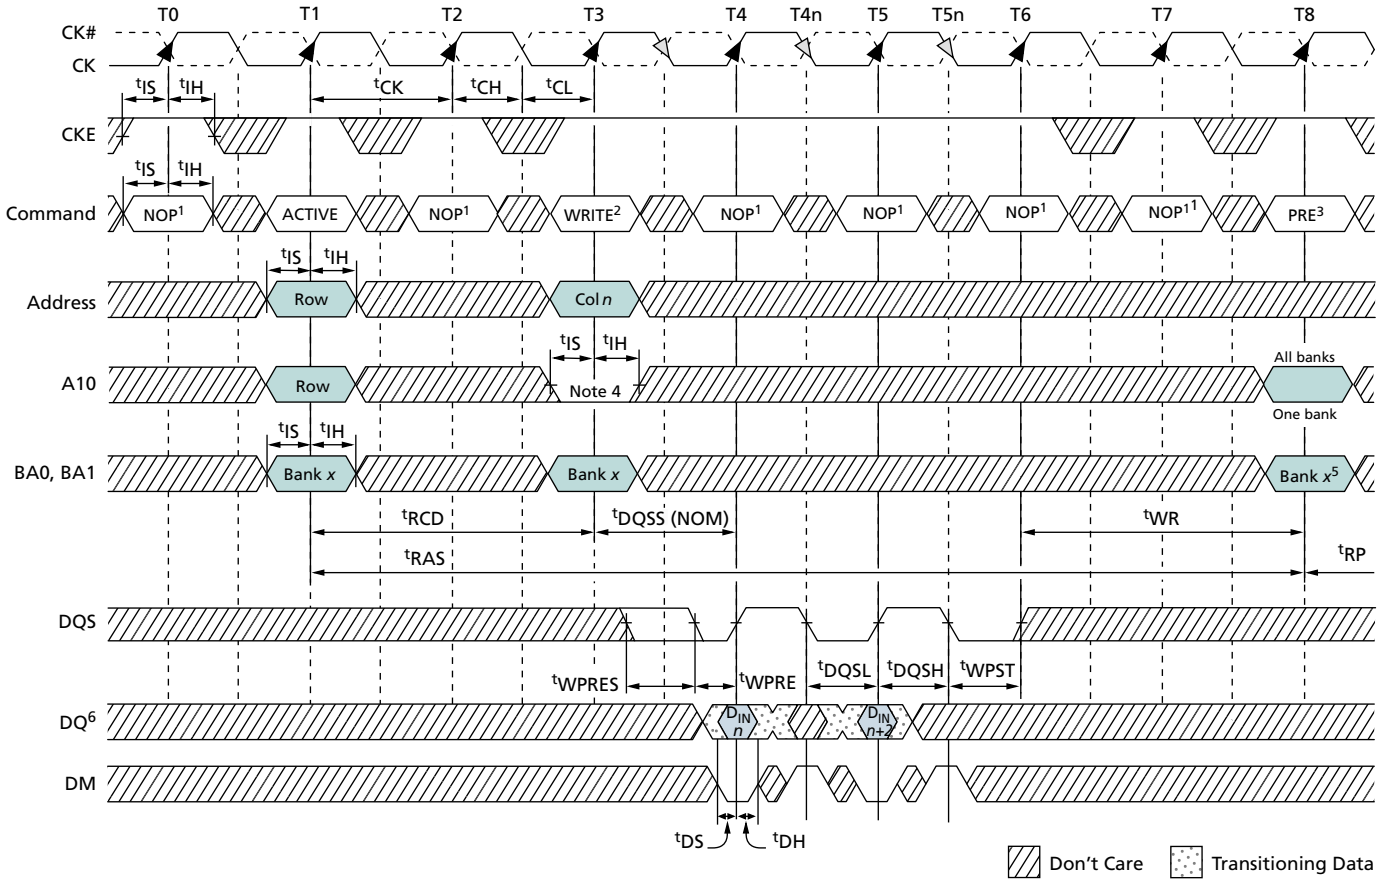 T0 T1 T2 T3 T4 T4n T5 T5n T6 T7 T8
CK#
CK
tIS tIH tCK tCH tCL
CKE
tIS tIH
Command NOP1 ACTIVE NOP1 WRITE2 NOP1 NOP1 NOP1 NOP11 PRE3
tIS tIH
Address Row Col n
tIS tIH
All banks
A10 Row Note 4
One bank
tIS tIH
BA0, BA1 Bank x Bank x Bank x5
tRCD tDQSS (NOM) tWR
tRAS tRP
DQS
tWPRES tWPRE tDQSL tDQSH tWPST
DQ6 DIN DIN
n n+2
DM
tDS tDH
Don't Care Transitioning Data